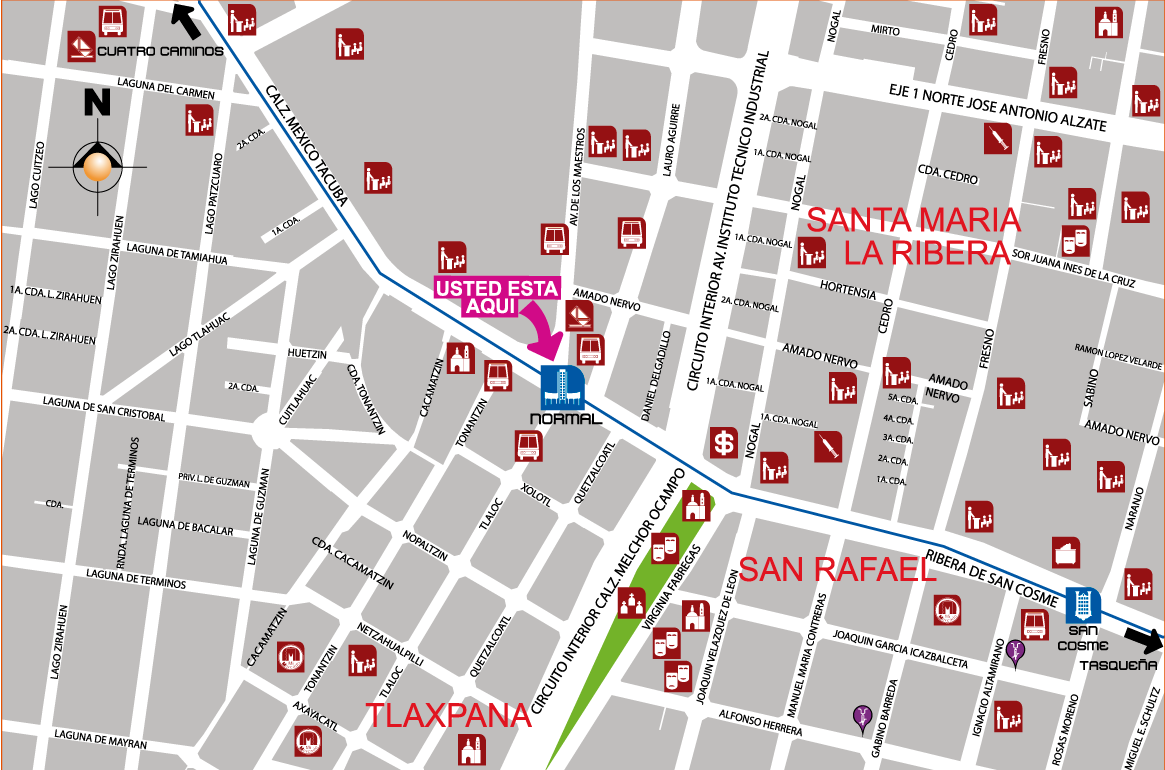 CUATRO CAMINOS
N
LAGUNA DEL CARMEN
2A. CDA.
CALZ. MEXICO TACUBA
LAGO CUITZEO
LAGO PATZCUARO
LAGO ZIRAHUEN
1A. CDA.
LAGUNA DE TAMIAHUA
1A. CDA. L. ZIRAHUEN
2A. CDA. L. ZIRAHUEN
LAGO TLAHUAC
HUETZIN
2A. CDA.
CUITLAHUAC
CDA. TONANTZIN
CACAMATZIN
TONANTZIN
LAGUNA DE SAN CRISTOBAL
RNDA. LAGUNA DE TERMINOS
PRIV. L. DE GUZMAN
CDA.
LAGUNA DE BACALAR
LAGUNA DE GUZMAN
LAGUNA DE TERMINOS
LAGO ZIRAHUEN
LAGUNA DE MAYRAN
CDA. CACAMATZIN
NOPALTZIN
TLALOC
XOLOTL
QUETZALCOATL
CACAMATZIN
TONANTZIN
NETZAHUALPILLI
TLALOC
QUETZALCOATL
AXAYACATL
TLAXPANA
USTED ESTA
AQUI
NORMAL
AV. DE LOS MAESTROS
LAURO AGUIRRE
AMADO NERVO
DANIEL DELGADILLO
CIRCUITO INTERIOR AV. INSTITUTO TECNICO INDUSTRIAL
CIRCUITO INTERIOR CALZ. MELCHOR OCAMPO
VIRGINIA FABREGAS
NOGAL
MIRTO
CEDRO
FRESNO
EJE 1 NORTE JOSE ANTONIO ALZATE
2A. CDA. NOGAL
1A. CDA. NOGAL
NOGAL
CDA. CEDRO
SANTA MARIA
LA RIBERA
1A. CDA. NOGAL
SOR JUANA INES DE LA CRUZ
HORTENSIA
2A. CDA. NOGAL
CEDRO
FRESNO
AMADO NERVO
RAMON LOPEZ VELARDE
SABINO
1A. CDA. NOGAL
AMADO
NERVO
5A. CDA.
4A. CDA.
3A. CDA.
2A. CDA.
1A. CDA.
1A. CDA. NOGAL
NOGAL
$
AMADO NERVO
NARANJO
SAN RAFAEL
RIBERA DE SAN COSME
SAN
COSME
TASQUEÑA
JOAQUIN VELAZQUEZ DE LEON
MANUEL MARIA CONTRERAS
JOAQUIN GARCIA ICAZBALCETA
ALFONSO HERRERA
GABINO BARREDA
IGNACIO ALTAMIRANO
ROSAS MORENO
MIGUEL E. SCHULTZ